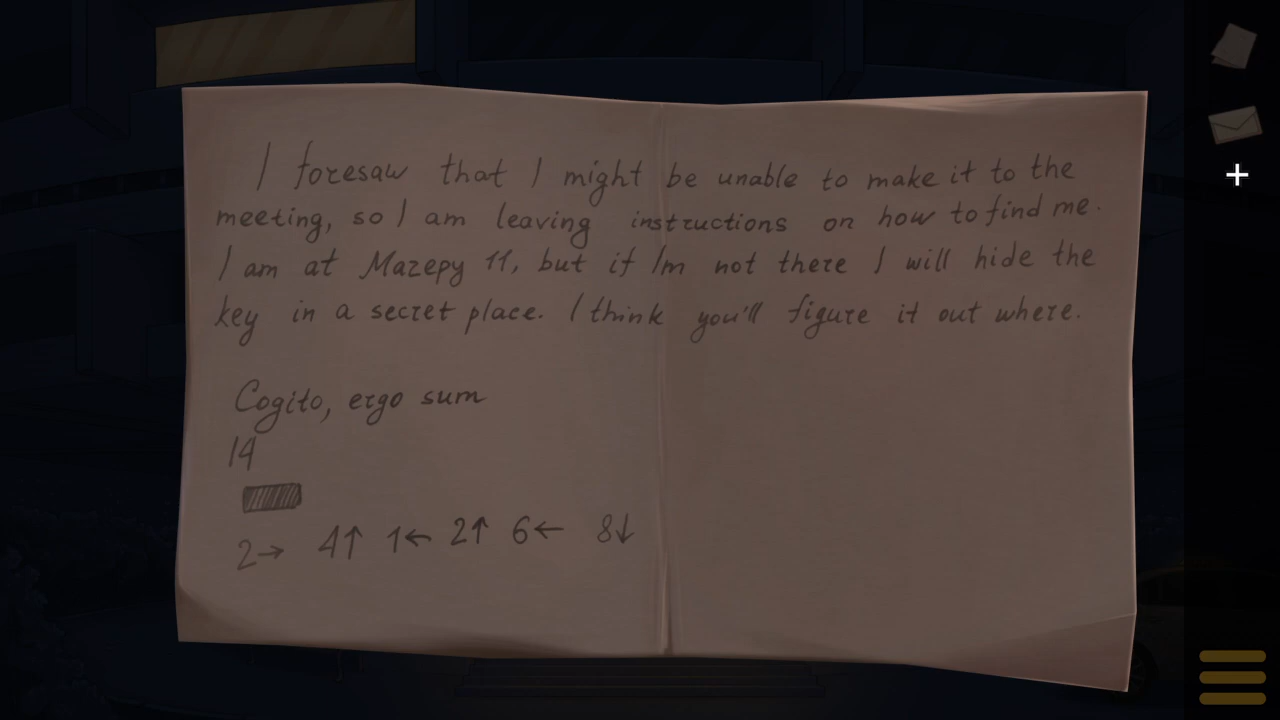 I foresaw that I might be unable to make it to the
meeting, so I am leaving instructions on how to find me.
I am at Mazepy 11, but if I'm not there I will hide the
key in a secret place. I think you'll figure it out where.
Cogito, ergo sum
14
2→ 4↑ 1← 2↑ 6← 8↓